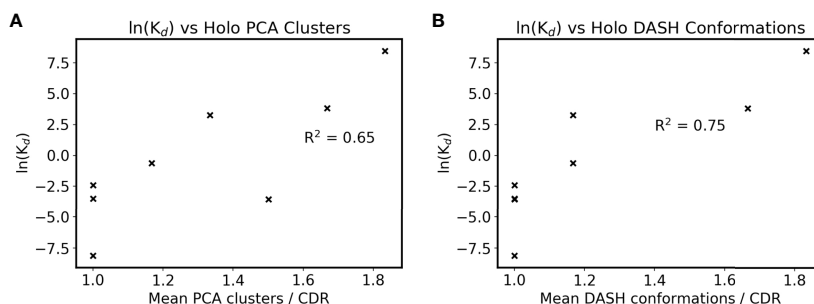 A
ln(K_d) vs Holo PCA Clusters
ln(K_d)
7.5
5.0
2.5
0.0
−2.5
−5.0
−7.5
R² = 0.65
1.0 1.2 1.4 1.6 1.8
Mean PCA clusters / CDR
B
ln(K_d) vs Holo DASH Conformations
ln(K_d)
7.5
5.0
2.5
0.0
−2.5
−5.0
−7.5
R² = 0.75
1.0 1.2 1.4 1.6 1.8
Mean DASH conformations / CDR